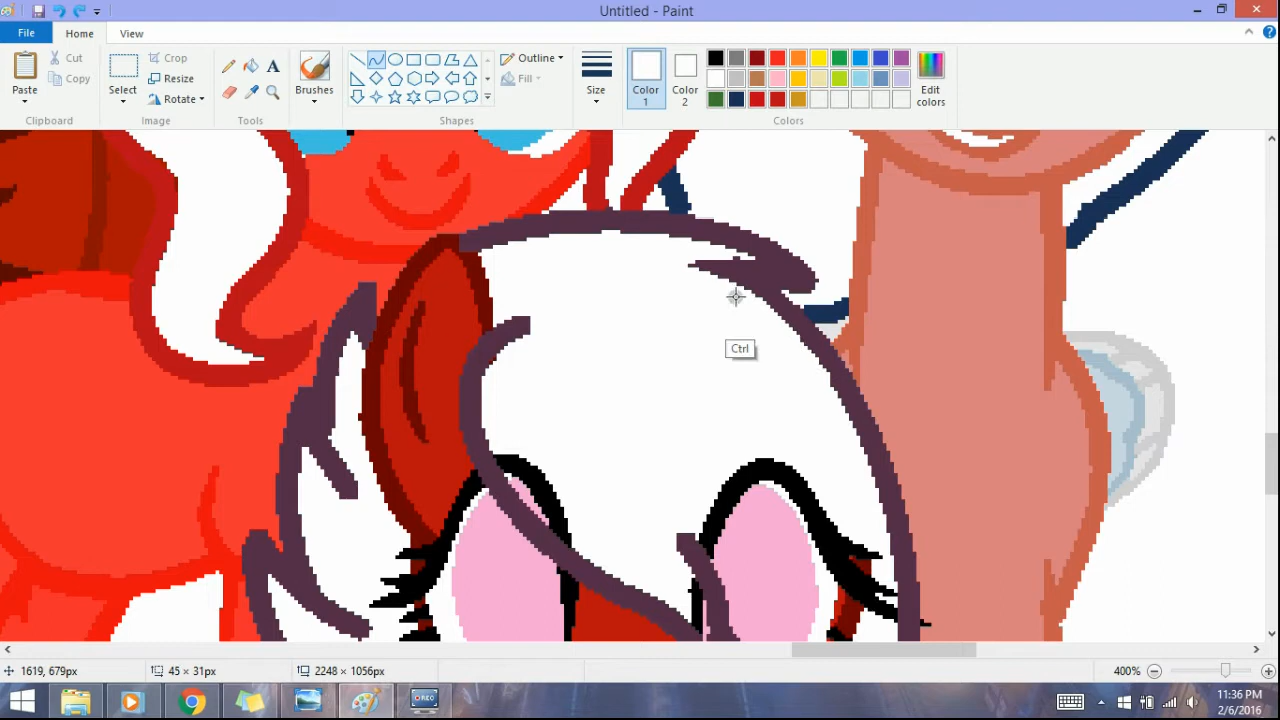 Untitled - Paint
File
Home
View
Paste
Cut
Copy
Clipboard
Select
Crop
Resize
Rotate
Image
A
Tools
Brushes
Outline
Fill
Shapes
Size
Color 1
Color 2
Edit colors
Colors
Ctrl
1619, 679px
45 × 31px
2248 × 1056px
400%
REC
11:36 PM
2/6/2016